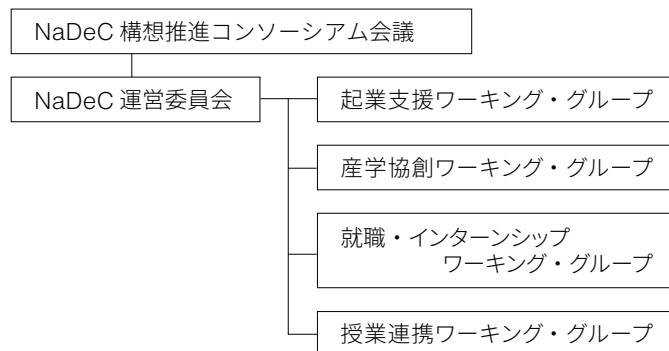 NaDeC 構想推進コンソーシアム会議
NaDeC 運営委員会
起業支援ワーキング・グループ
産学協創ワーキング・グループ
就職・インターンシップ
ワーキング・グループ
授業連携ワーキング・グループ